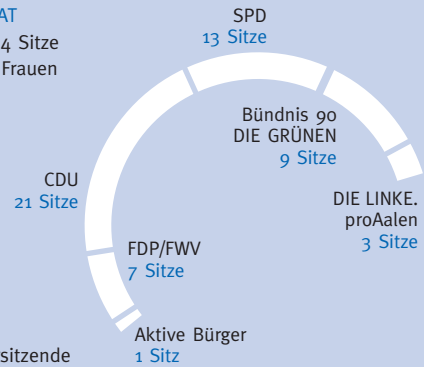 AT
4 Sitze
Frauen
SPD
13 Sitze
Bündnis 90
DIE GRÜNEN
9 Sitze
CDU
21 Sitze
DIE LINKE.
proAalen
3 Sitze
FDP/FWV
7 Sitze
Aktive Bürger
1 Sitz
sitzende